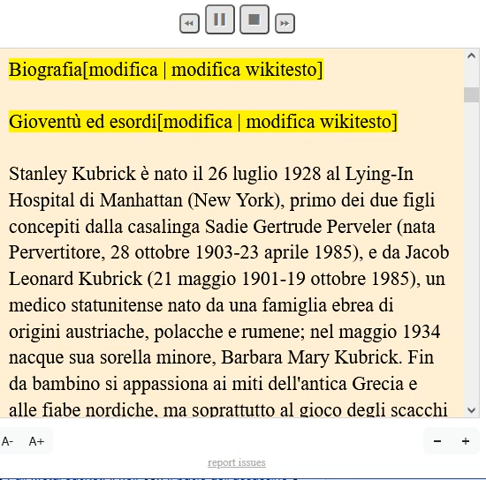 Biografia[modifica | modifica wikitesto]
Gioventù ed esordi[modifica | modifica wikitesto]
Stanley Kubrick è nato il 26 luglio 1928 al Lying-In
Hospital di Manhattan (New York), primo dei due figli
concepiti dalla casalinga Sadie Gertrude Perveler (nata
Pervertitore, 28 ottobre 1903-23 aprile 1985), e da Jacob
Leonard Kubrick (21 maggio 1901-19 ottobre 1985), un
medico statunitense nato da una famiglia ebrea di
origini austriache, polacche e rumene; nel maggio 1934
nacque sua sorella minore, Barbara Mary Kubrick. Fin
da bambino si appassiona ai miti dell'antica Grecia e
alle fiabe nordiche, ma soprattutto al gioco degli scacchi
A- A+ − +
report issues